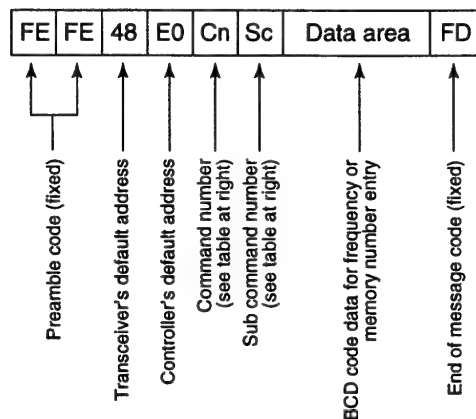 FE FE 48 E0 Cn Sc Data area FD
Preamble code (fixed)
Transceiver's default address
Controller's default address
Command number
(see table at right)
Sub command number
(see table at right)
BCD code data for frequency or
memory number entry
End of message code (fixed)